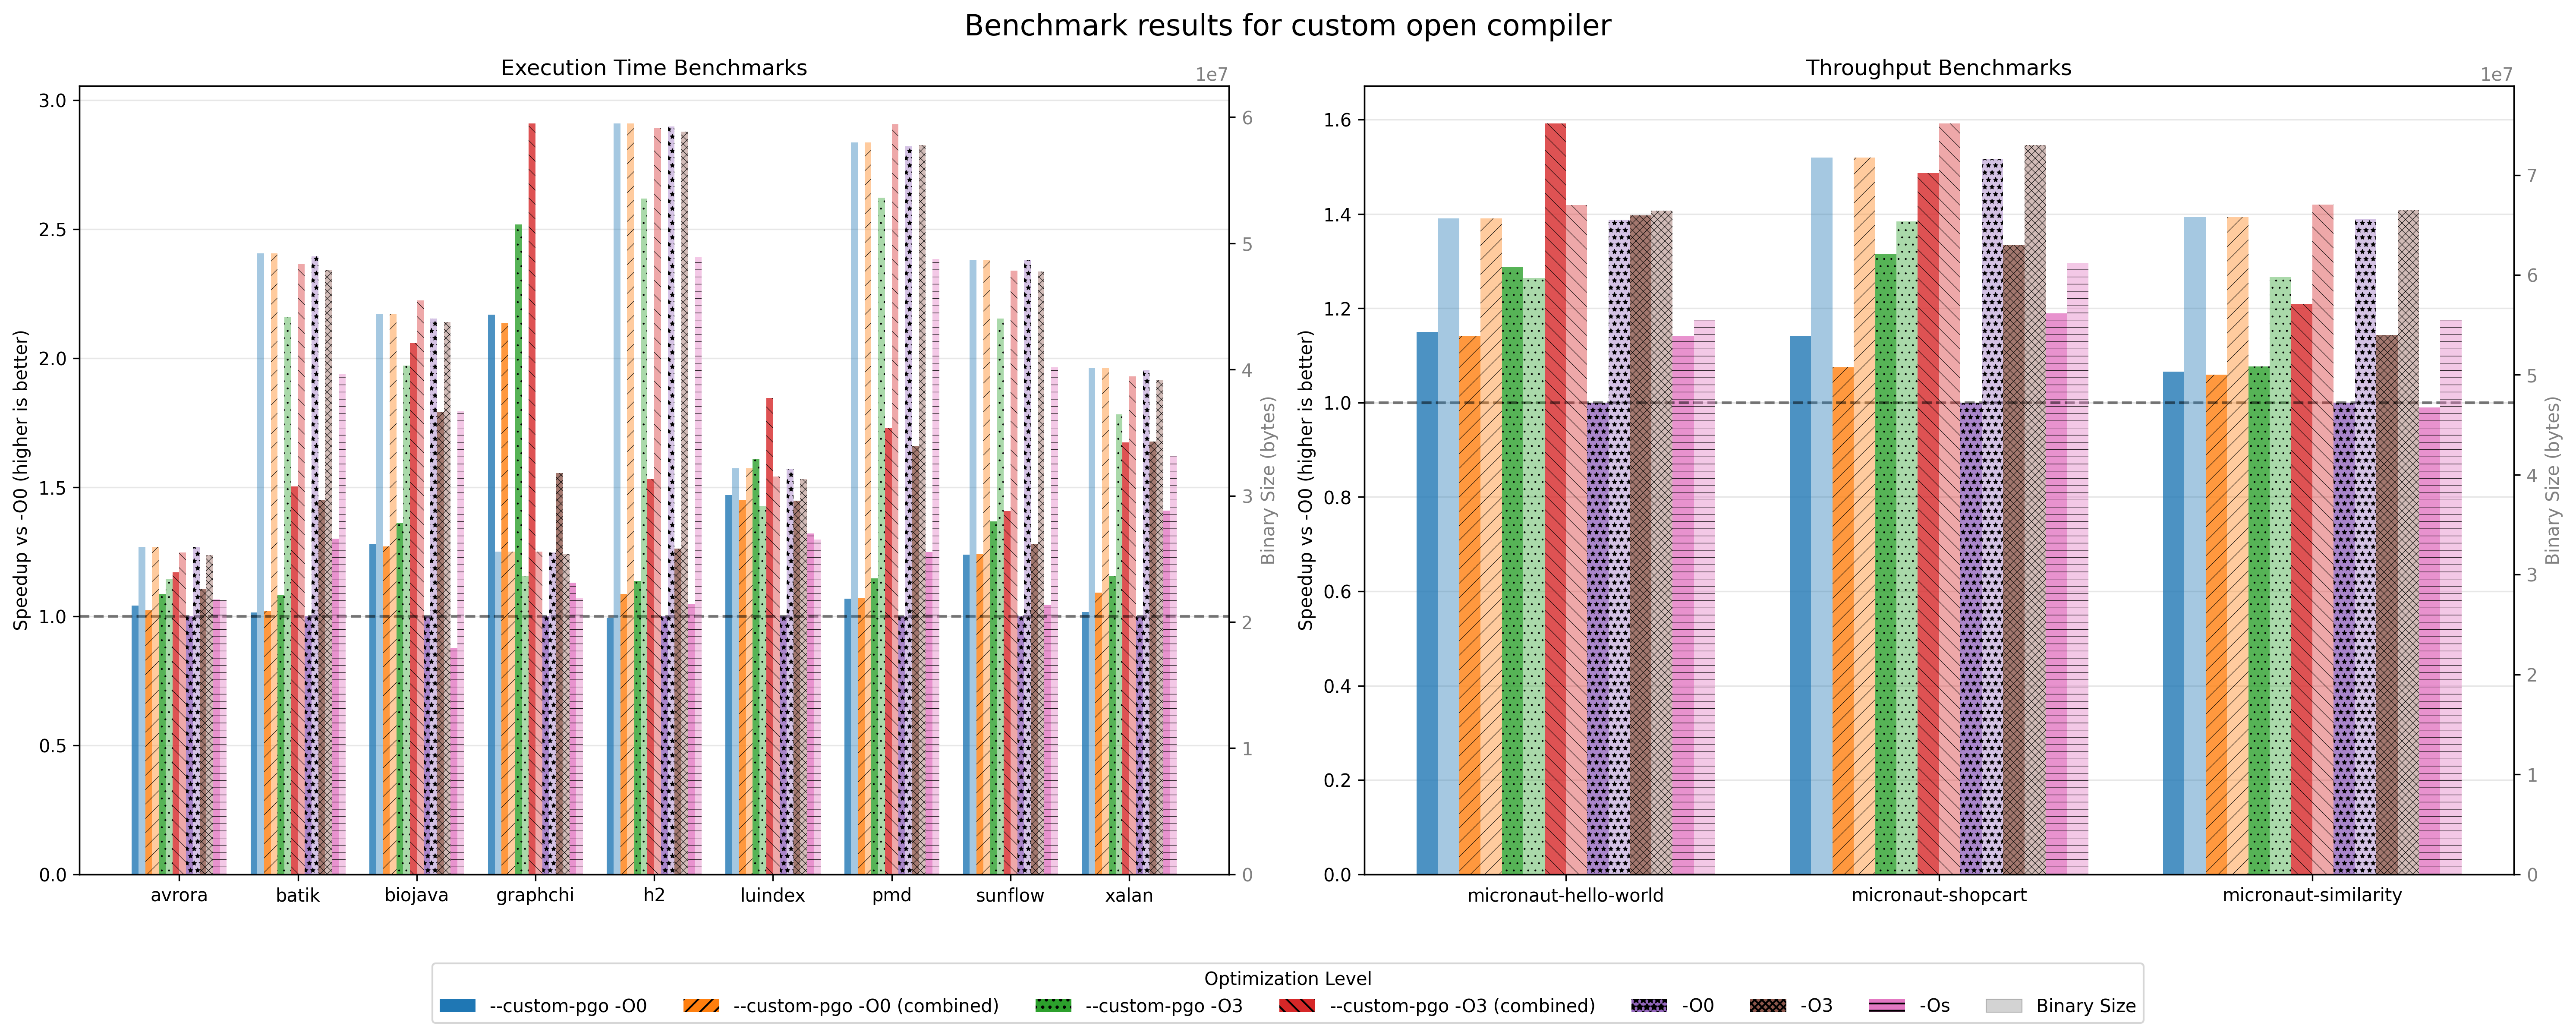 Benchmark results for custom open compiler
Execution Time Benchmarks
1e7
Speedup vs -O0 (higher is better)
3.0
2.5
2.0
1.5
1.0
0.5
0.0
6
5
4
3
2
1
0
Binary Size (bytes)
avrora batik biojava graphchi h2 luindex pmd sunflow xalan
Throughput Benchmarks
1e7
Speedup vs -O0 (higher is better)
1.6
1.4
1.2
1.0
0.8
0.6
0.4
0.2
0.0
7
6
5
4
3
2
1
0
Binary Size (bytes)
micronaut-hello-world micronaut-shopcart micronaut-similarity
Optimization Level
--custom-pgo -O0 --custom-pgo -O0 (combined) --custom-pgo -O3 --custom-pgo -O3 (combined) -O0 -O3 -Os Binary Size